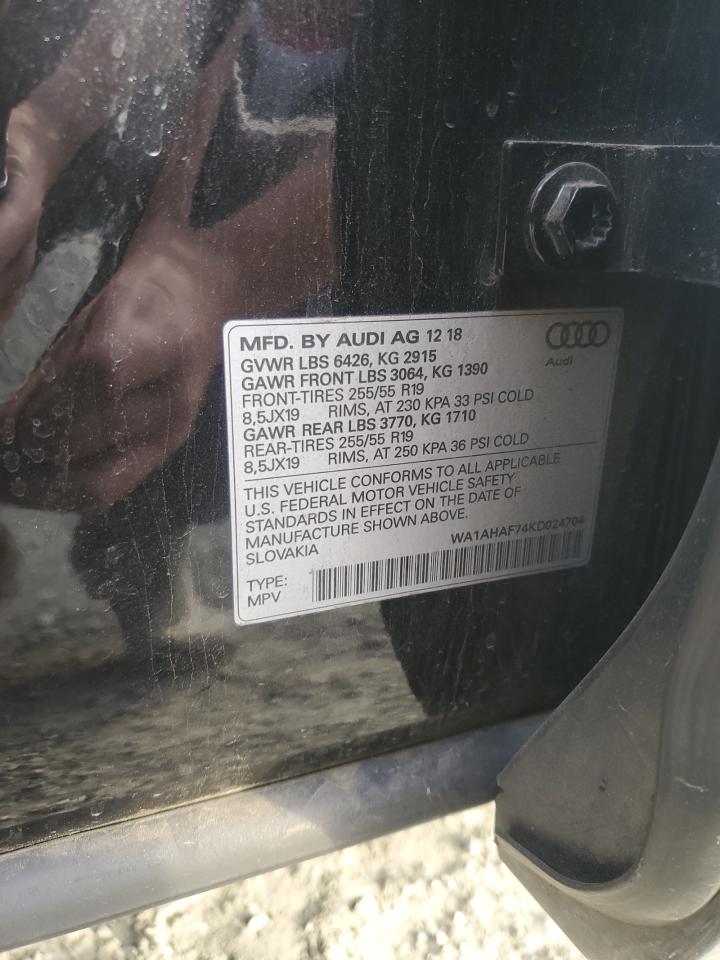 MFD. BY AUDI AG 12 18
Audi
GVWR LBS 6426, KG 2915
GAWR FRONT LBS 3064, KG 1390
FRONT-TIRES 255/55 R19
8,5JX19 RIMS, AT 230 KPA 33 PSI COLD
GAWR REAR LBS 3770, KG 1710
REAR-TIRES 255/55 R19
8,5JX19 RIMS, AT 250 KPA 36 PSI COLD
THIS VEHICLE CONFORMS TO ALL APPLICABLE
U.S. FEDERAL MOTOR VEHICLE SAFETY
STANDARDS IN EFFECT ON THE DATE OF
MANUFACTURE SHOWN ABOVE.
SLOVAKIA
WA1AHAF74KD024704
TYPE:
MPV